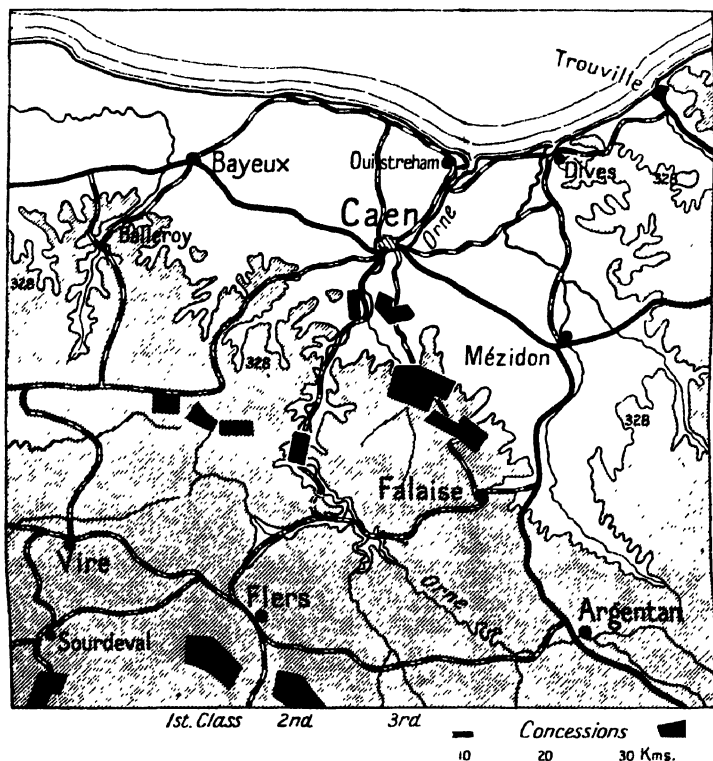 Trouville
Bayeux
Ouistreham
Dives
328
Caen
Orne
Balleroy
328
Mézidon
328
328
Falaise
Vire
Flers
Orne
Argentan
Sourdeval
1st. Class 2nd 3rd
Concessions
10 20 30 Kms.